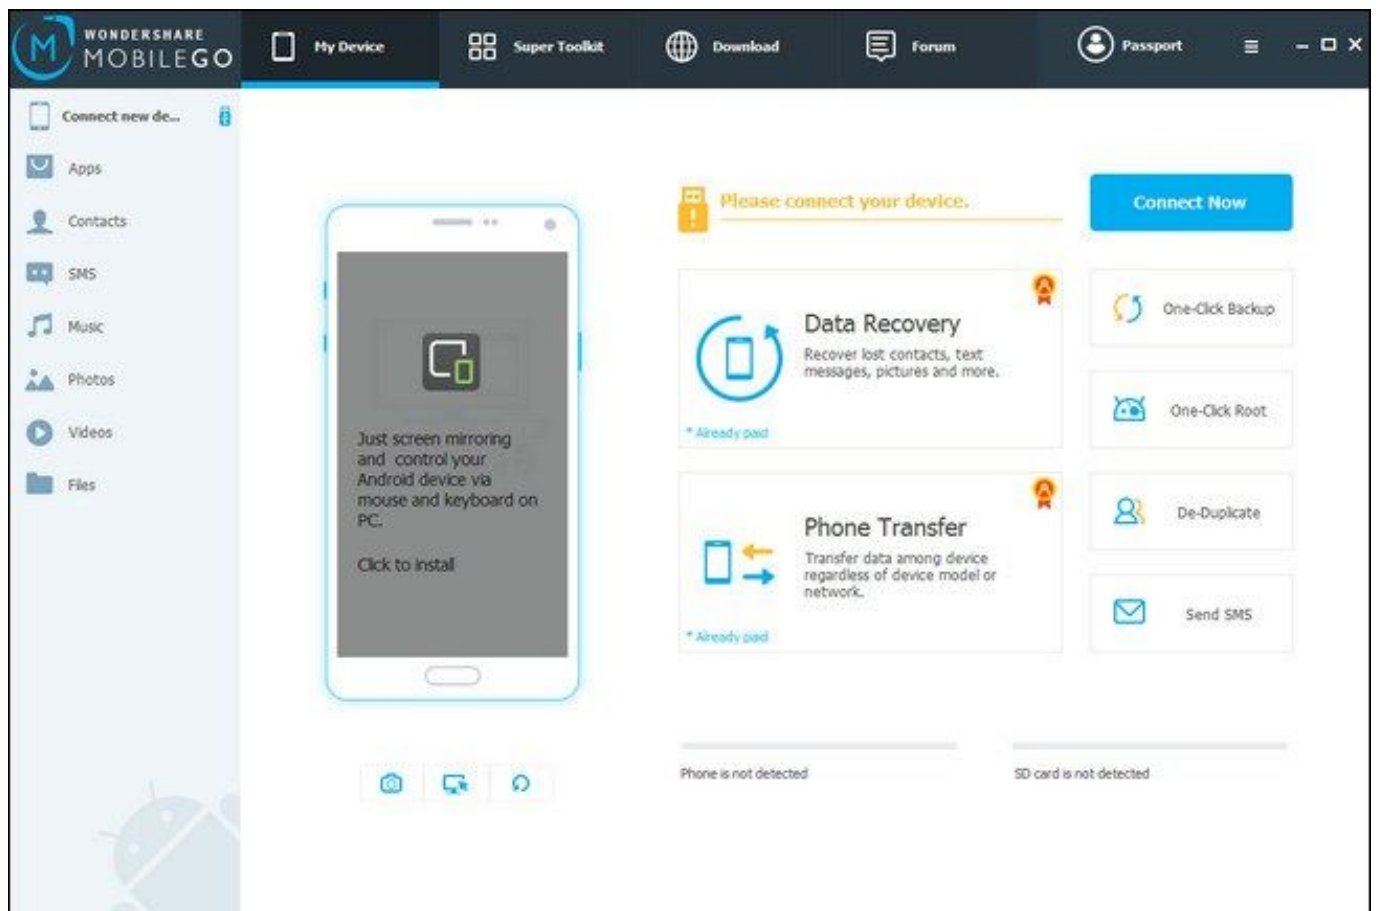 WONDERSHARE
MOBILEGO
My Device
Super Toolkit
Download
Forum
Passport
Connect new de...
Apps
Contacts
SMS
Music
Photos
Videos
Files
Just screen mirroring
and control your
Android device via
mouse and keyboard on
PC.
Click to install
Please connect your device.
Connect Now
Data Recovery
Recover lost contacts, text
messages, pictures and more.
* Already paid
Phone Transfer
Transfer data among device
regardless of device model or
network.
* Already paid
One-Click Backup
One-Click Root
De-Duplicate
Send SMS
Phone is not detected
SD card is not detected